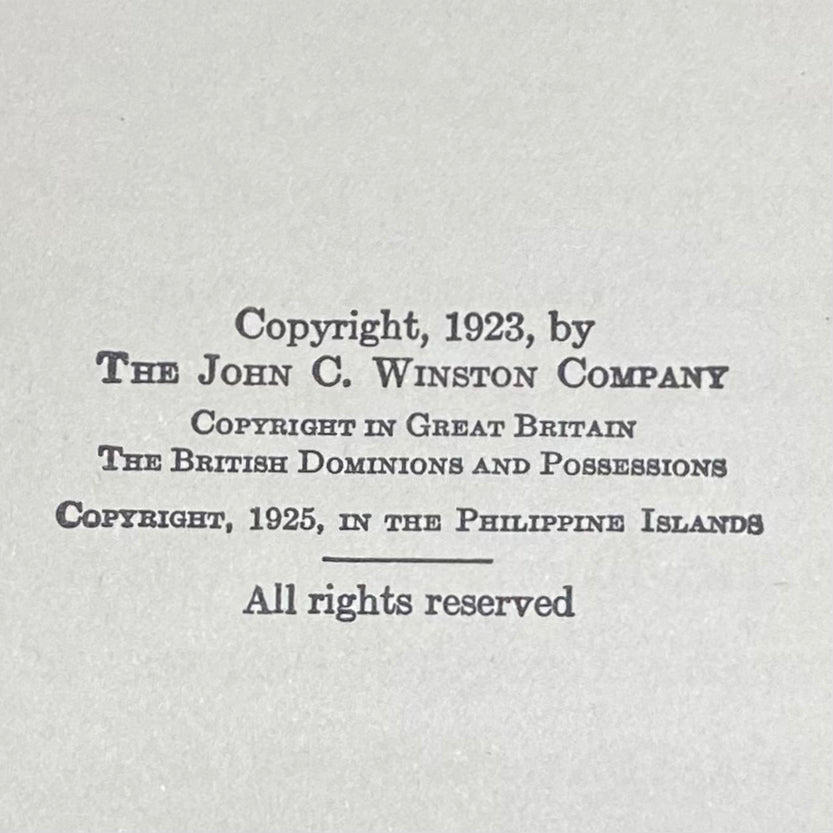 Copyright, 1923, by
THE JOHN C. WINSTON COMPANY
COPYRIGHT IN GREAT BRITAIN
THE BRITISH DOMINIONS AND POSSESSIONS
COPYRIGHT, 1925, IN THE PHILIPPINE ISLANDS
All rights reserved